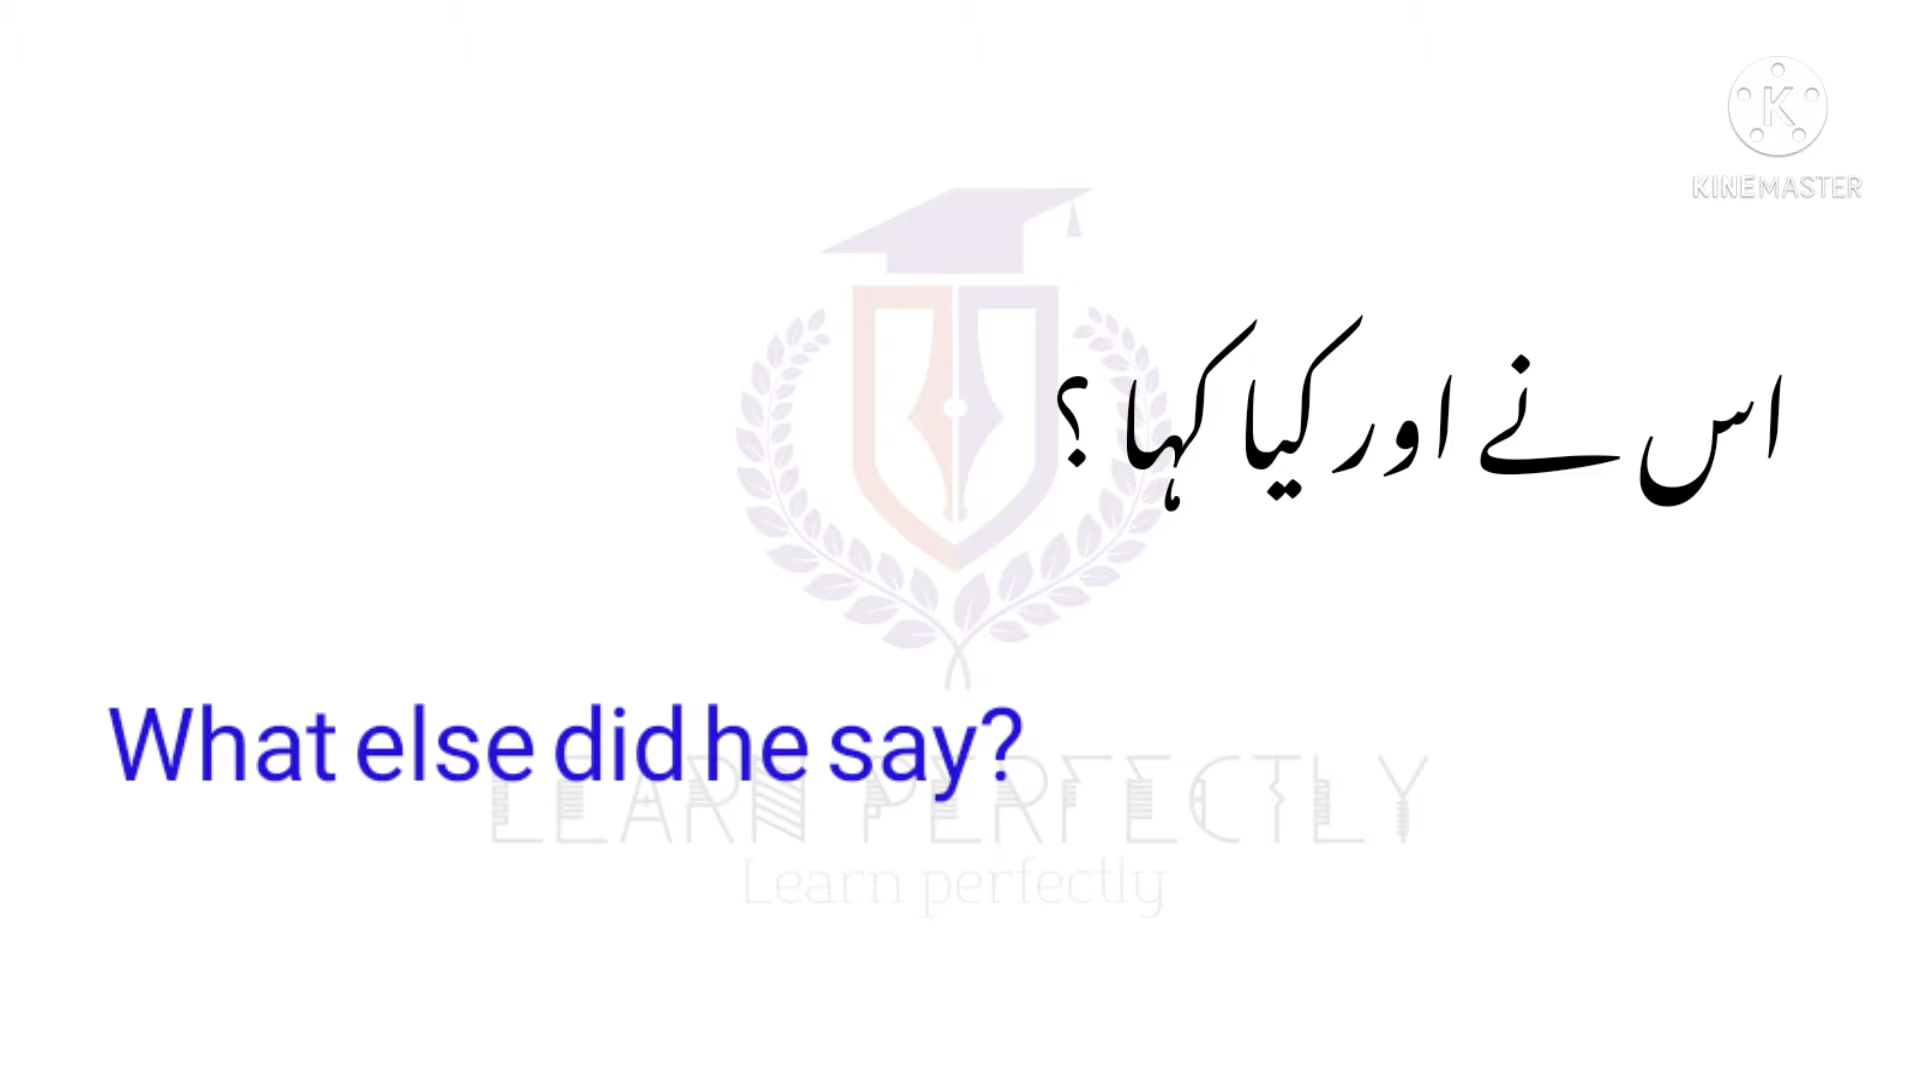 K
KINEMASTER
اس نے اور کیا کہا ؟
What else did he say?
LEARN PERFECTLY
Learn perfectly